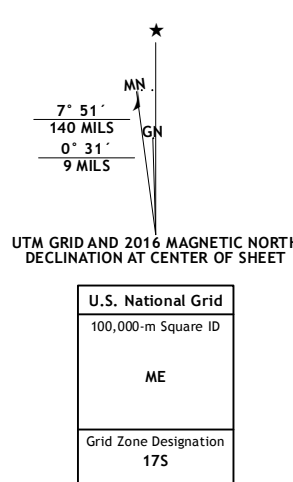 MN
7° 51´
140 MILS
GN
0° 31´
9 MILS
UTM GRID AND 2016 MAGNETIC NORTH
DECLINATION AT CENTER OF SHEET
U.S. National Grid
100,000-m Square ID
ME
Grid Zone Designation
17S